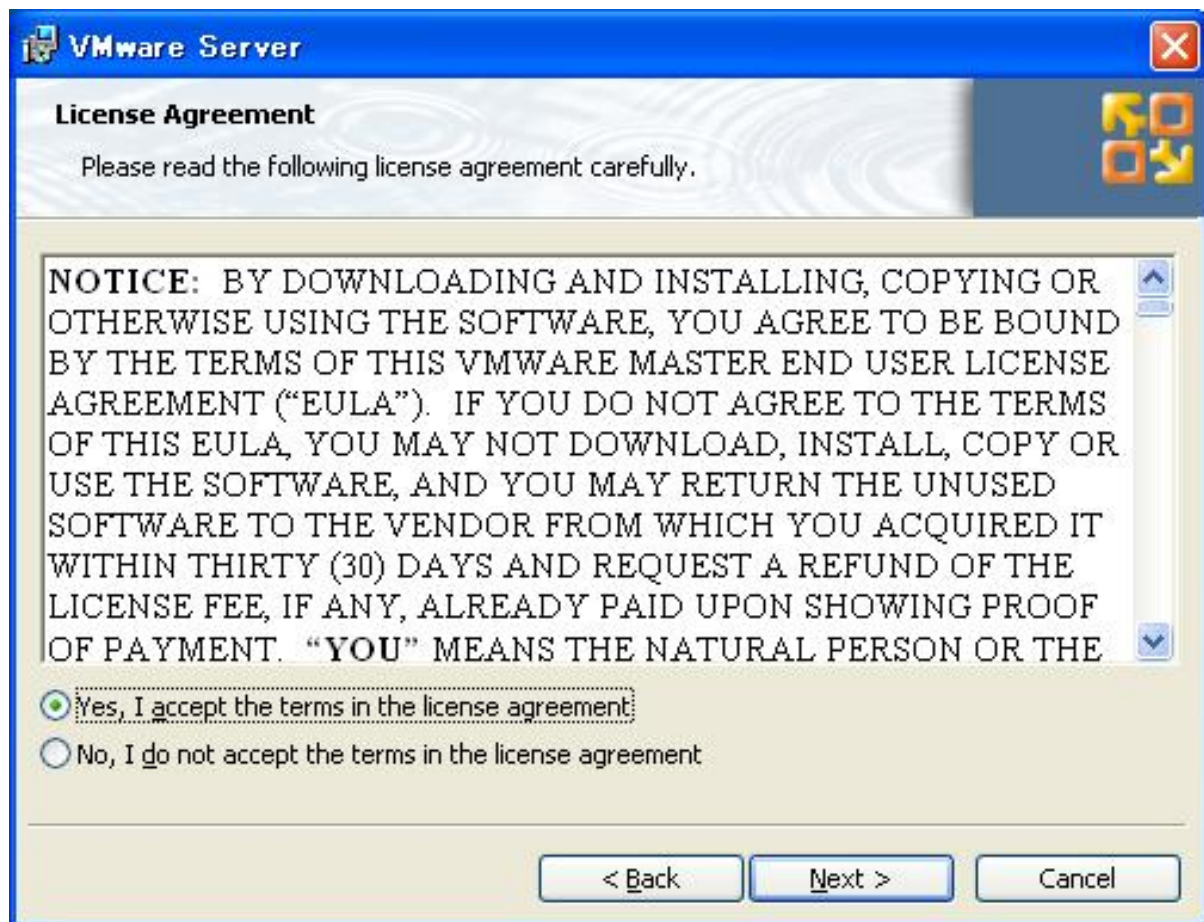 VMware Server
License Agreement
Please read the following license agreement carefully.
NOTICE:  BY DOWNLOADING AND INSTALLING, COPYING OR
OTHERWISE USING THE SOFTWARE, YOU AGREE TO BE BOUND
BY THE TERMS OF THIS VMWARE MASTER END USER LICENSE
AGREEMENT (“EULA”).  IF YOU DO NOT AGREE TO THE TERMS
OF THIS EULA, YOU MAY NOT DOWNLOAD, INSTALL, COPY OR
USE THE SOFTWARE, AND YOU MAY RETURN THE UNUSED
SOFTWARE TO THE VENDOR FROM WHICH YOU ACQUIRED IT
WITHIN THIRTY (30) DAYS AND REQUEST A REFUND OF THE
LICENSE FEE, IF ANY, ALREADY PAID UPON SHOWING PROOF
OF PAYMENT.  “YOU” MEANS THE NATURAL PERSON OR THE
Yes, I accept the terms in the license agreement
No, I do not accept the terms in the license agreement
< Back
Next >
Cancel